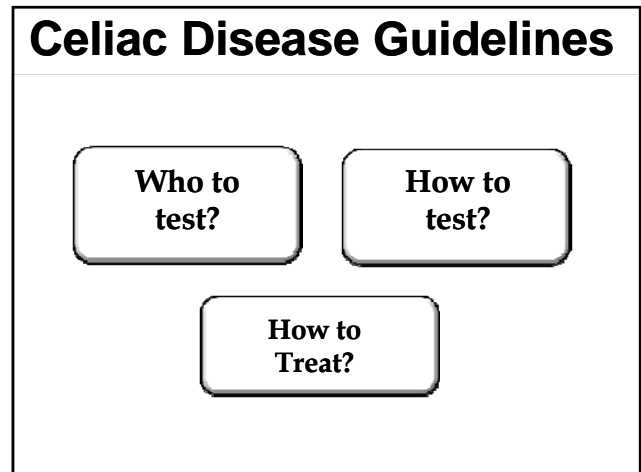 Celiac Disease Guidelines
Who to
test?
How to
test?
How to
Treat?